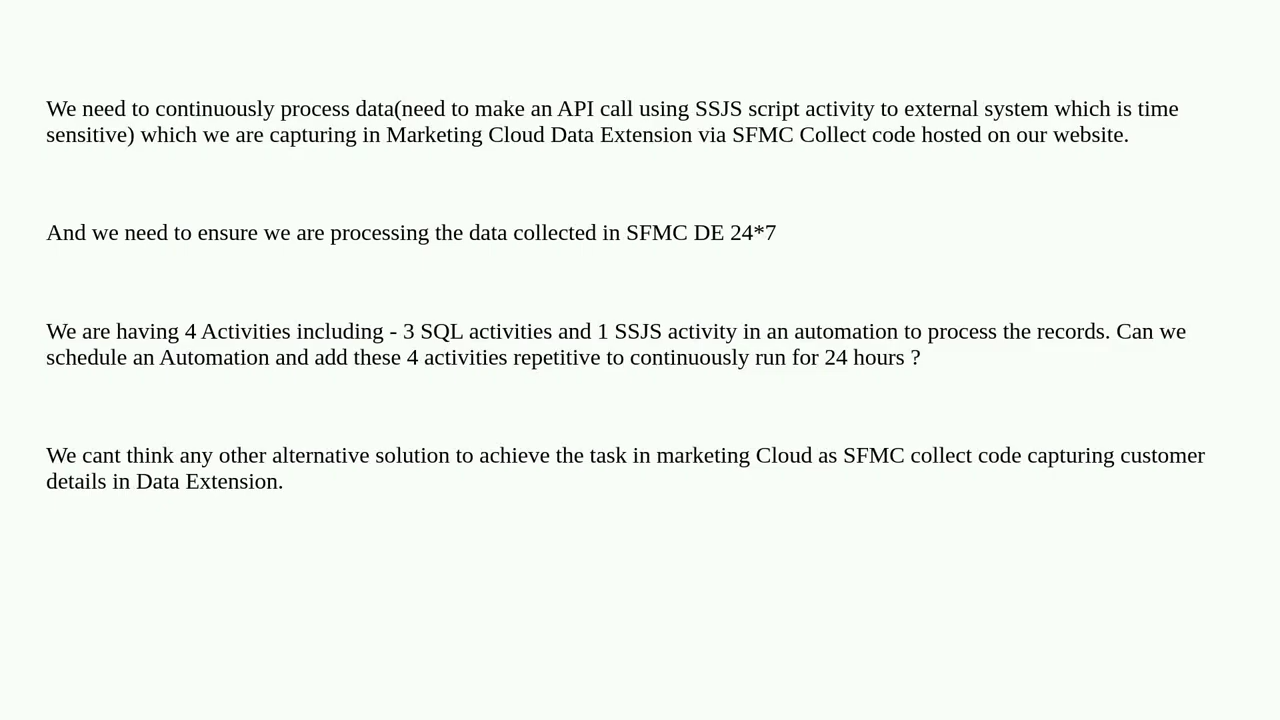 We need to continuously process data(need to make an API call using SSJS script activity to external system which is time
sensitive) which we are capturing in Marketing Cloud Data Extension via SFMC Collect code hosted on our website.
And we need to ensure we are processing the data collected in SFMC DE 24*7
We are having 4 Activities including - 3 SQL activities and 1 SSJS activity in an automation to process the records. Can we
schedule an Automation and add these 4 activities repetitive to continuously run for 24 hours ?
We cant think any other alternative solution to achieve the task in marketing Cloud as SFMC collect code capturing customer
details in Data Extension.